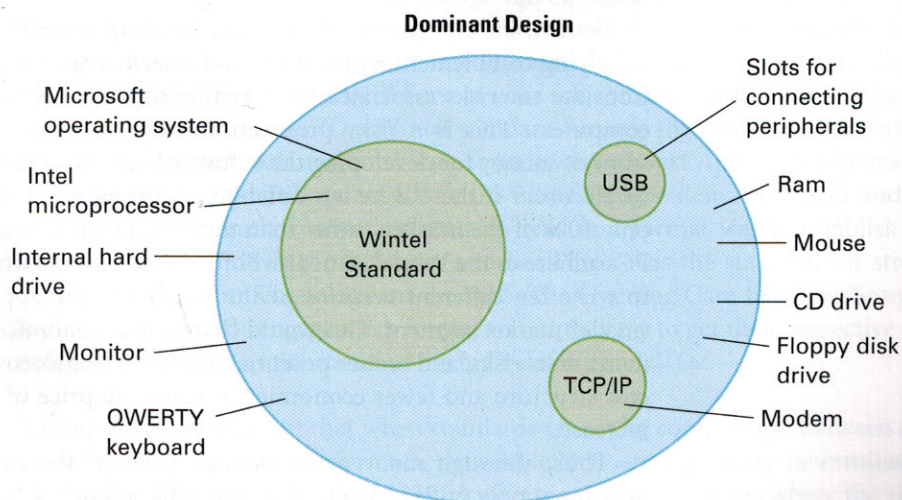 Dominant Design
Microsoft
operating system
Intel
microprocessor
Internal hard
drive
Monitor
QWERTY
keyboard
Wintel
Standard
USB
TCP/IP
Slots for
connecting
peripherals
Ram
Mouse
CD drive
Floppy disk
drive
Modem